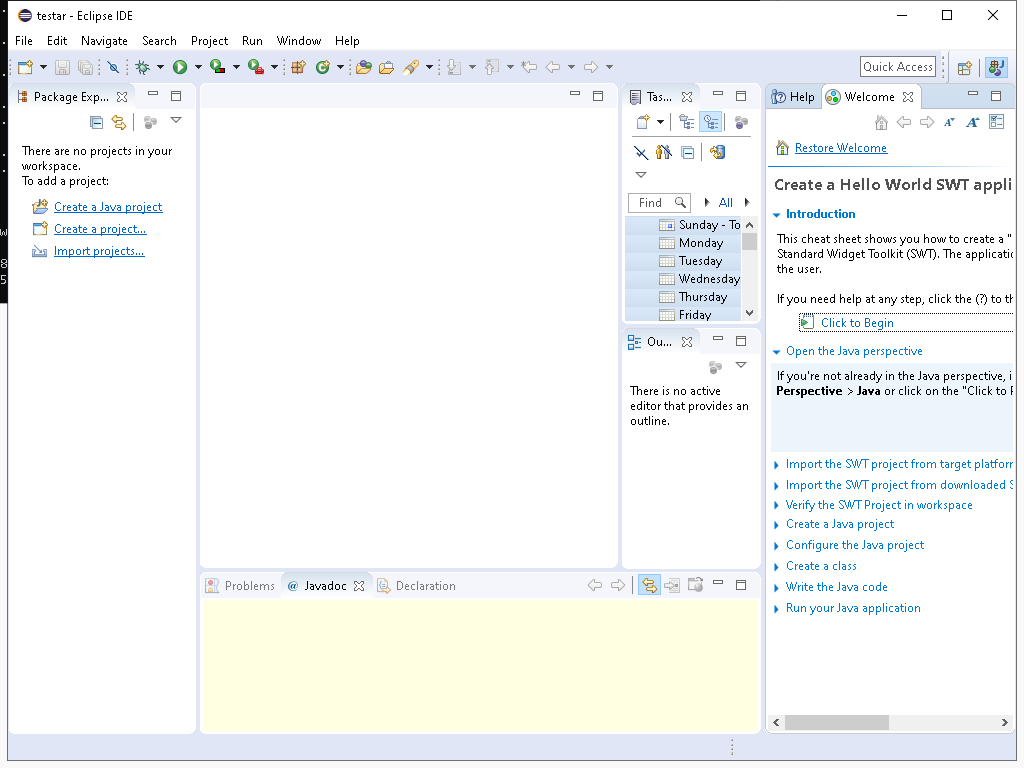 testar - Eclipse IDE
File Edit Navigate Search Project Run Window Help
Quick Access
Package Exp...
There are no projects in your
workspace.
To add a project:
Create a Java project
Create a project...
Import projects...
Tas...
Find
All
Sunday - To
Monday
Tuesday
Wednesday
Thursday
Friday
Ou...
There is no active
editor that provides an
outline.
Problems
@ Javadoc
Declaration
Help
Welcome
Restore Welcome
Create a Hello World SWT appli
Introduction
This cheat sheet shows you how to create a "
Standard Widget Toolkit (SWT). The applicatio
the user.
If you need help at any step, click the (?) to th
Click to Begin
Open the Java perspective
If you're not already in the Java perspective, i
Perspective > Java or click on the "Click to P
Import the SWT project from target platform
Import the SWT project from downloaded S
Verify the SWT Project in workspace
Create a Java project
Configure the Java project
Create a class
Write the Java code
Run your Java application